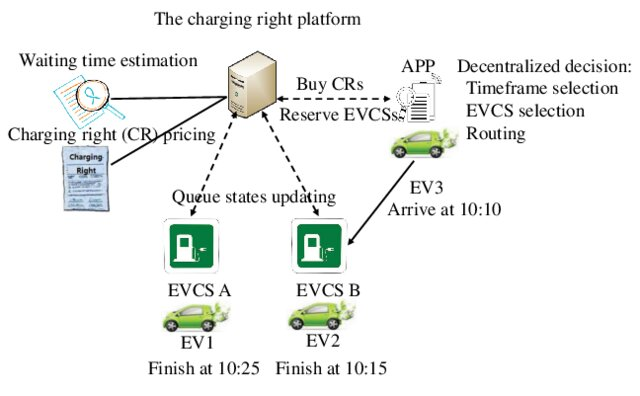 The charging right platform
Waiting time estimation
APP
Decentralized decision:
Timeframe selection
EVCS selection
Routing
Buy CRs
Reserve EVCSss
Charging right (CR) pricing
Charging
Right
Queue states updating
EV3
Arrive at 10:10
EVCS A
EVCS B
EV1
EV2
Finish at 10:25
Finish at 10:15